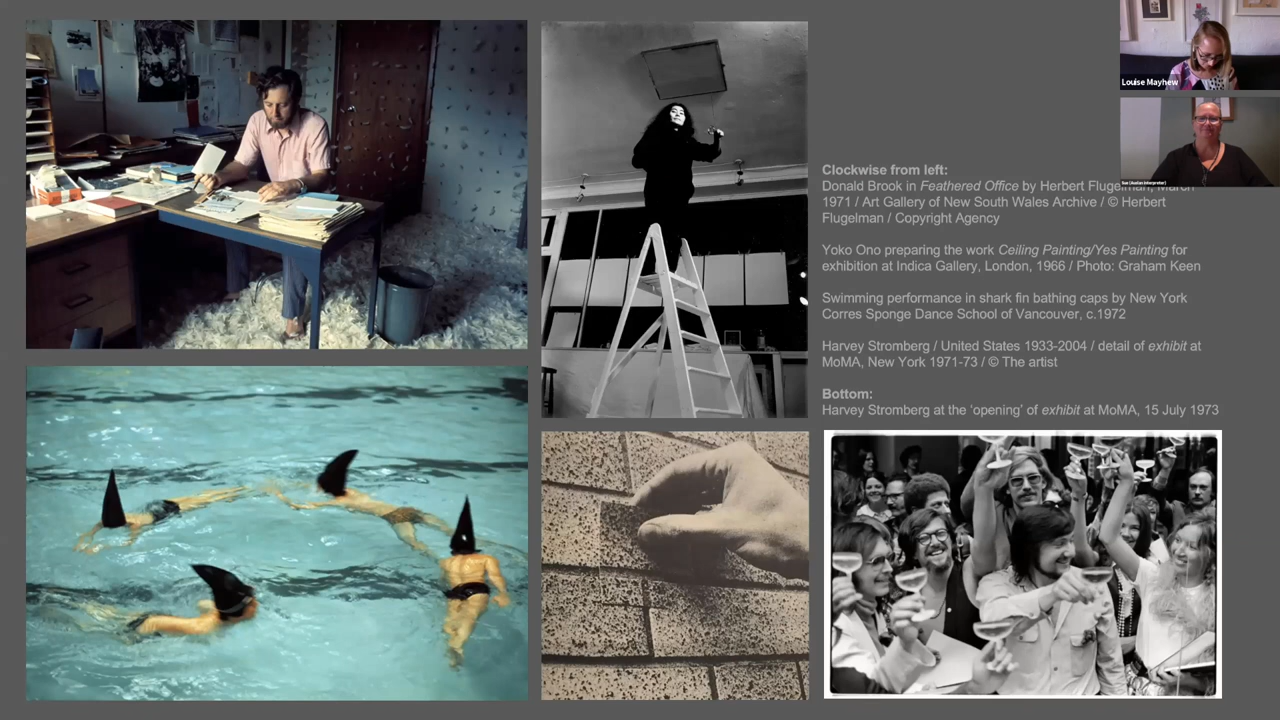 Louise Mayhew
Sue (Auslan Interpreter)
Clockwise from left:
Donald Brook in Feathered Office by Herbert Flugelman, March
1971 / Art Gallery of New South Wales Archive / © Herbert
Flugelman / Copyright Agency
Yoko Ono preparing the work Ceiling Painting/Yes Painting for
exhibition at Indica Gallery, London, 1966 / Photo: Graham Keen
Swimming performance in shark fin bathing caps by New York
Corres Sponge Dance School of Vancouver, c.1972
Harvey Stromberg / United States 1933-2004 / detail of exhibit at
MoMA, New York 1971-73 / © The artist
Bottom:
Harvey Stromberg at the ‘opening’ of exhibit at MoMA, 15 July 1973